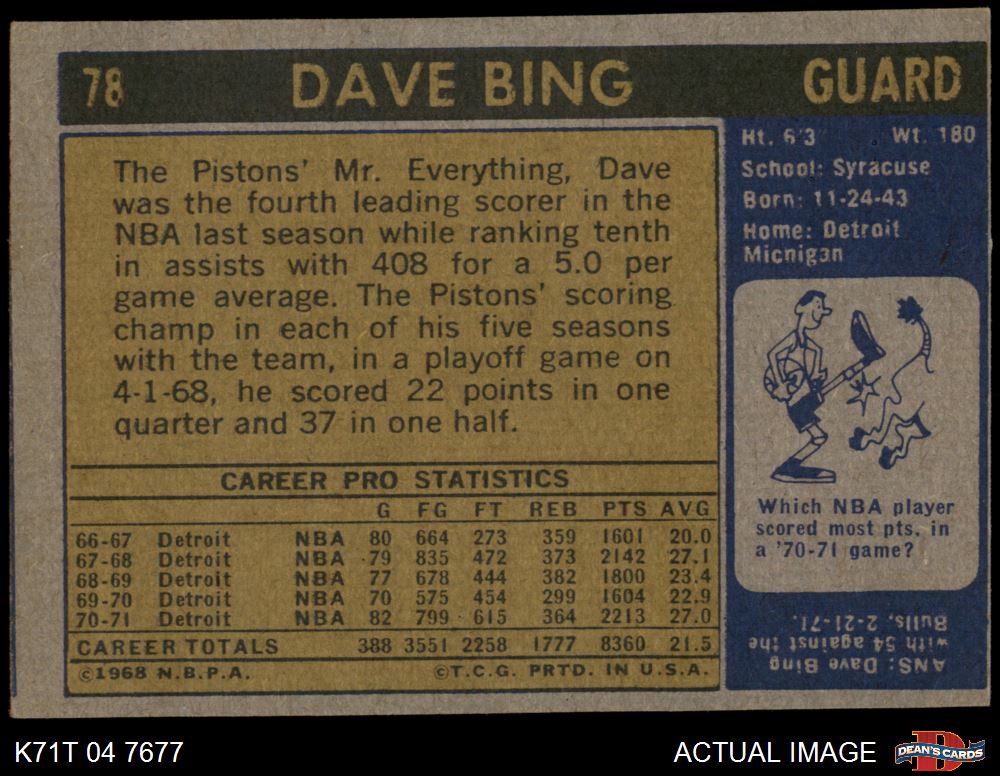 78 DAVE BING GUARD
The Pistons' Mr. Everything, Dave
was the fourth leading scorer in the
NBA last season while ranking tenth
in assists with 408 for a 5.0 per
game average. The Pistons' scoring
champ in each of his five seasons
with the team, in a playoff game on
4-1-68, he scored 22 points in one
quarter and 37 in one half.
Ht. 6'3 Wt. 180
School: Syracuse
Born: 11-24-43
Home: Detroit
Michigan
Which NBA player
scored most pts. in
a '70-71 game?
ANS: Dave Bing
with 54 against the
Bulls, 2-21-71.
CAREER PRO STATISTICS
G FG FT REB PTS AVG
66-67 Detroit NBA 80 664 273 359 1601 20.0
67-68 Detroit NBA 79 835 472 373 2142 27.1
68-69 Detroit NBA 77 678 444 382 1800 23.4
69-70 Detroit NBA 70 575 454 299 1604 22.9
70-71 Detroit NBA 82 799 615 364 2213 27.0
CAREER TOTALS 388 3551 2258 1777 8360 21.5
©1968 N.B.P.A. ©T.C.G. PRTD. IN U.S.A.
K71T 04 7677 ACTUAL IMAGE DEAN'S CARDS